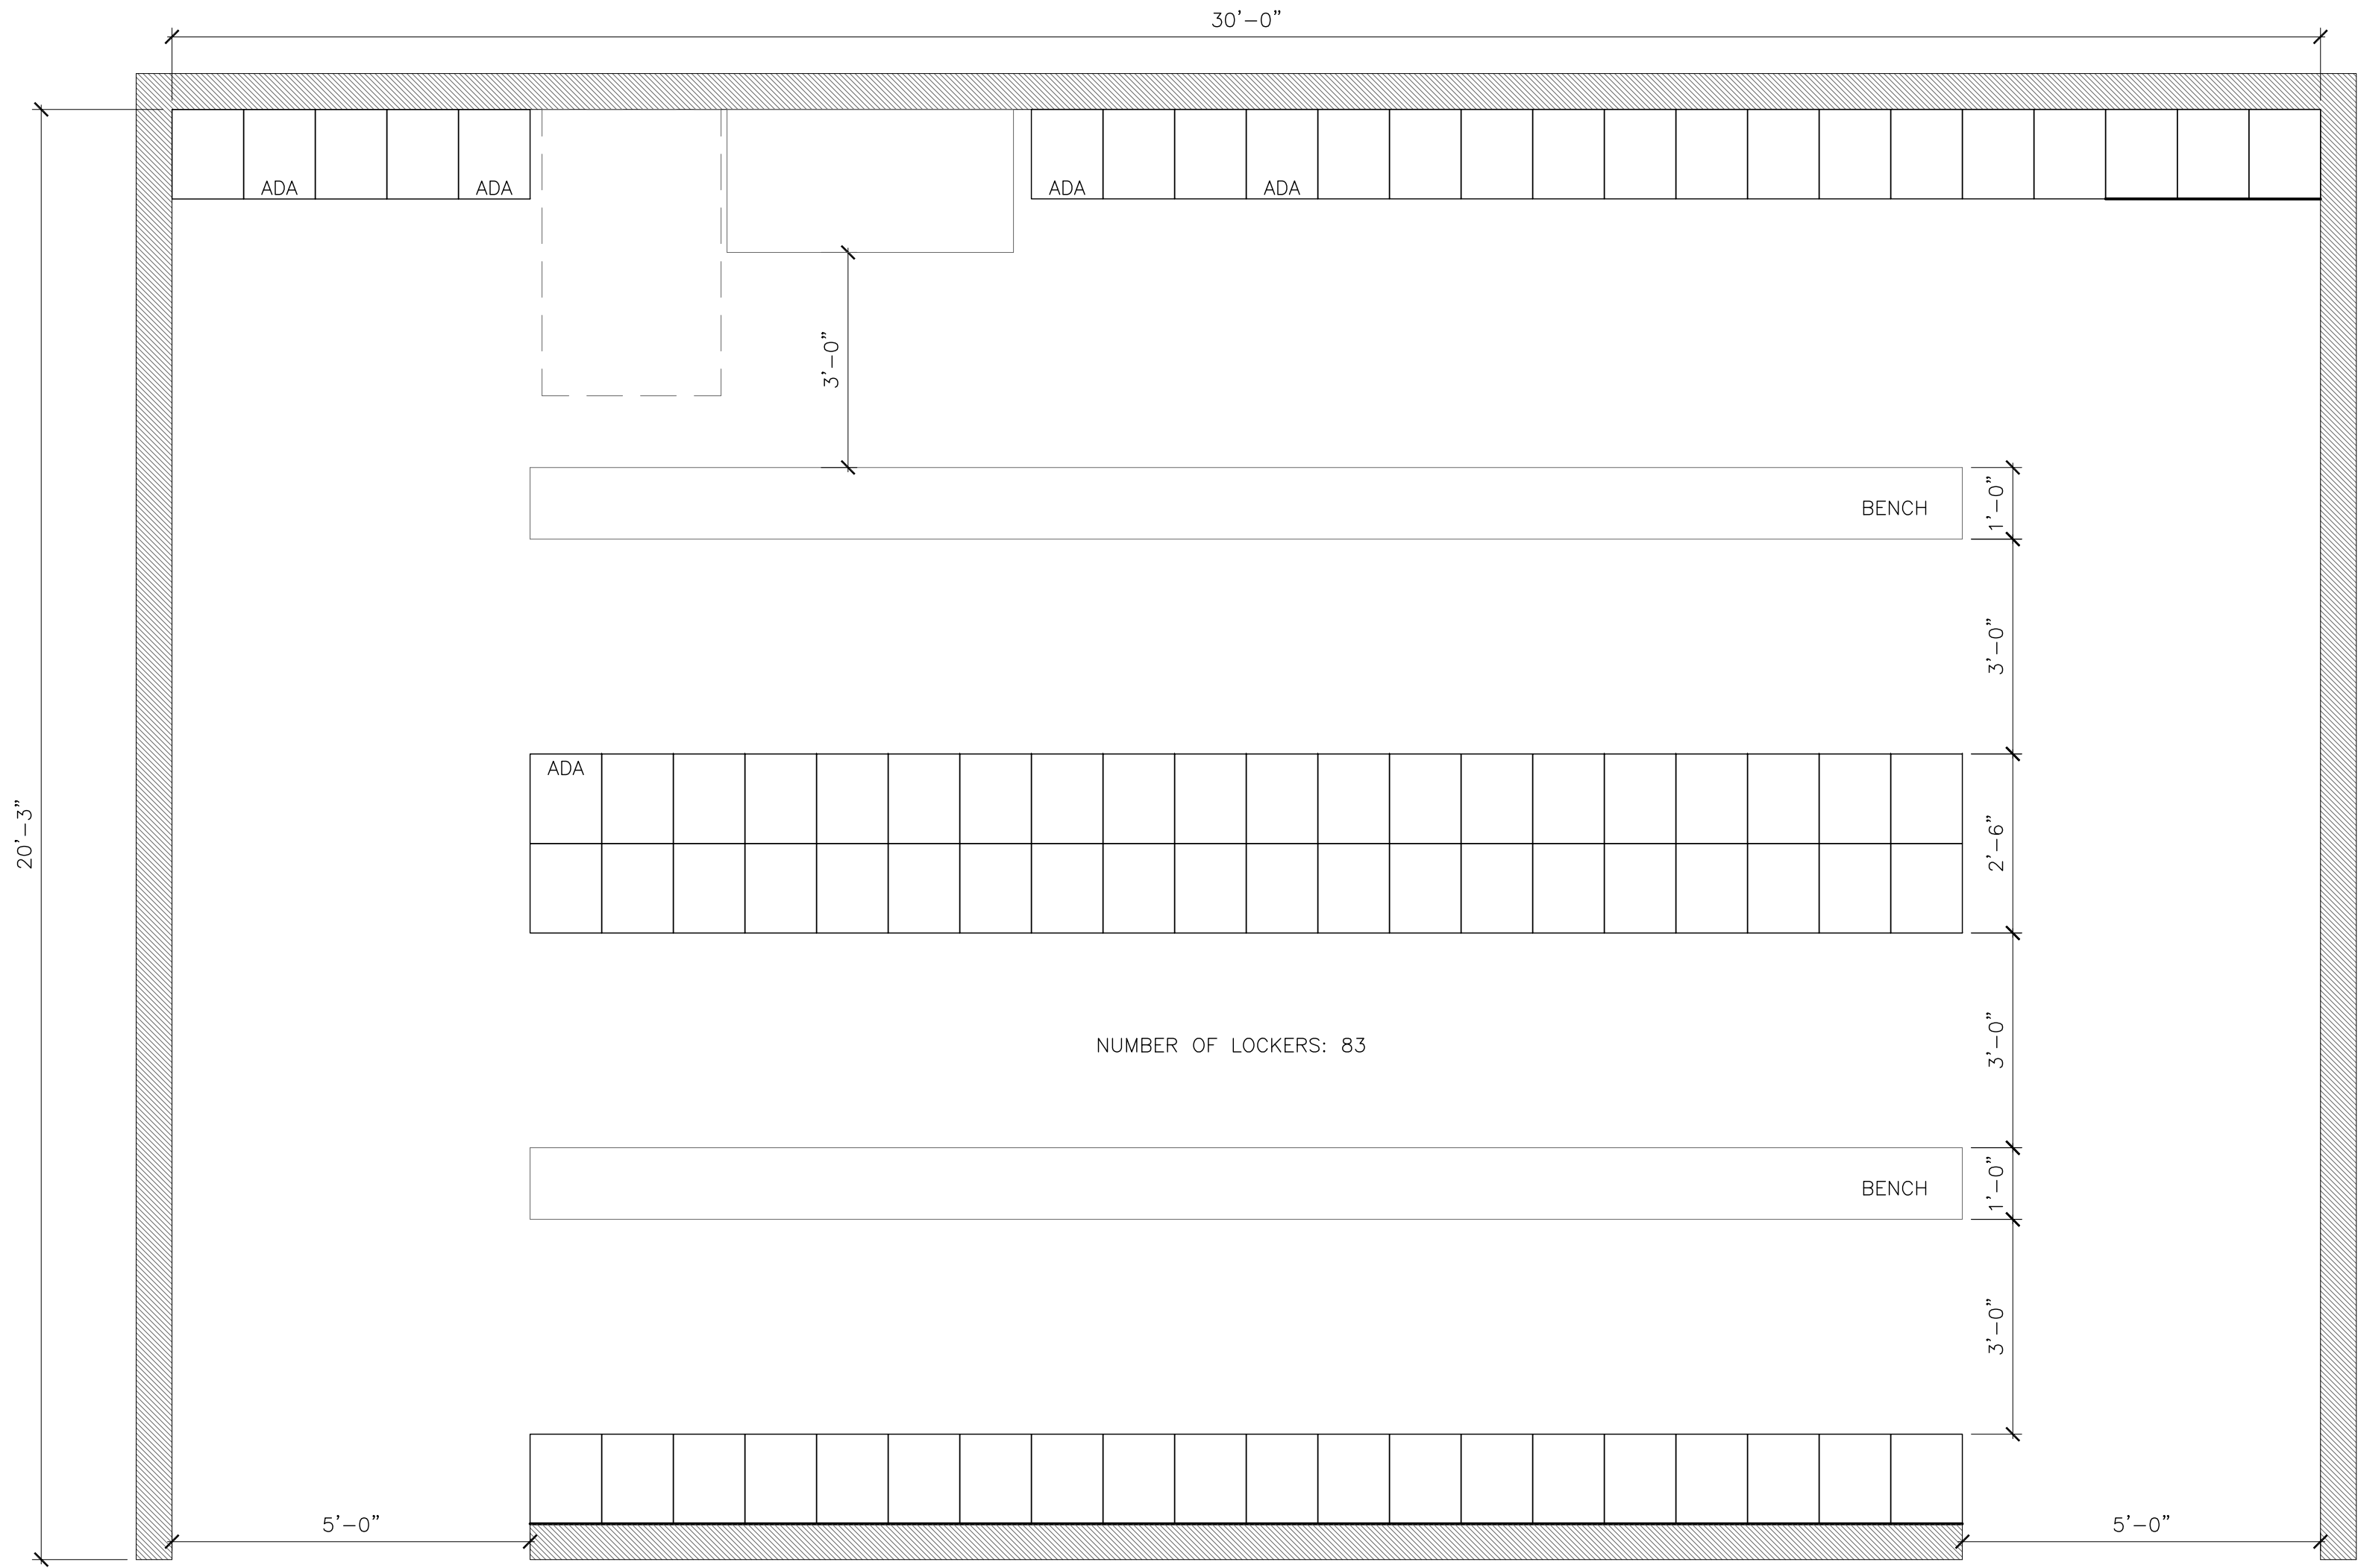 30'-0"
ADA
ADA
ADA
ADA
3'-0"
BENCH
1'-0"
3'-0"
ADA
20'-3"
2'-6"
NUMBER OF LOCKERS: 83
3'-0"
BENCH
1'-0"
3'-0"
5'-0"
5'-0"